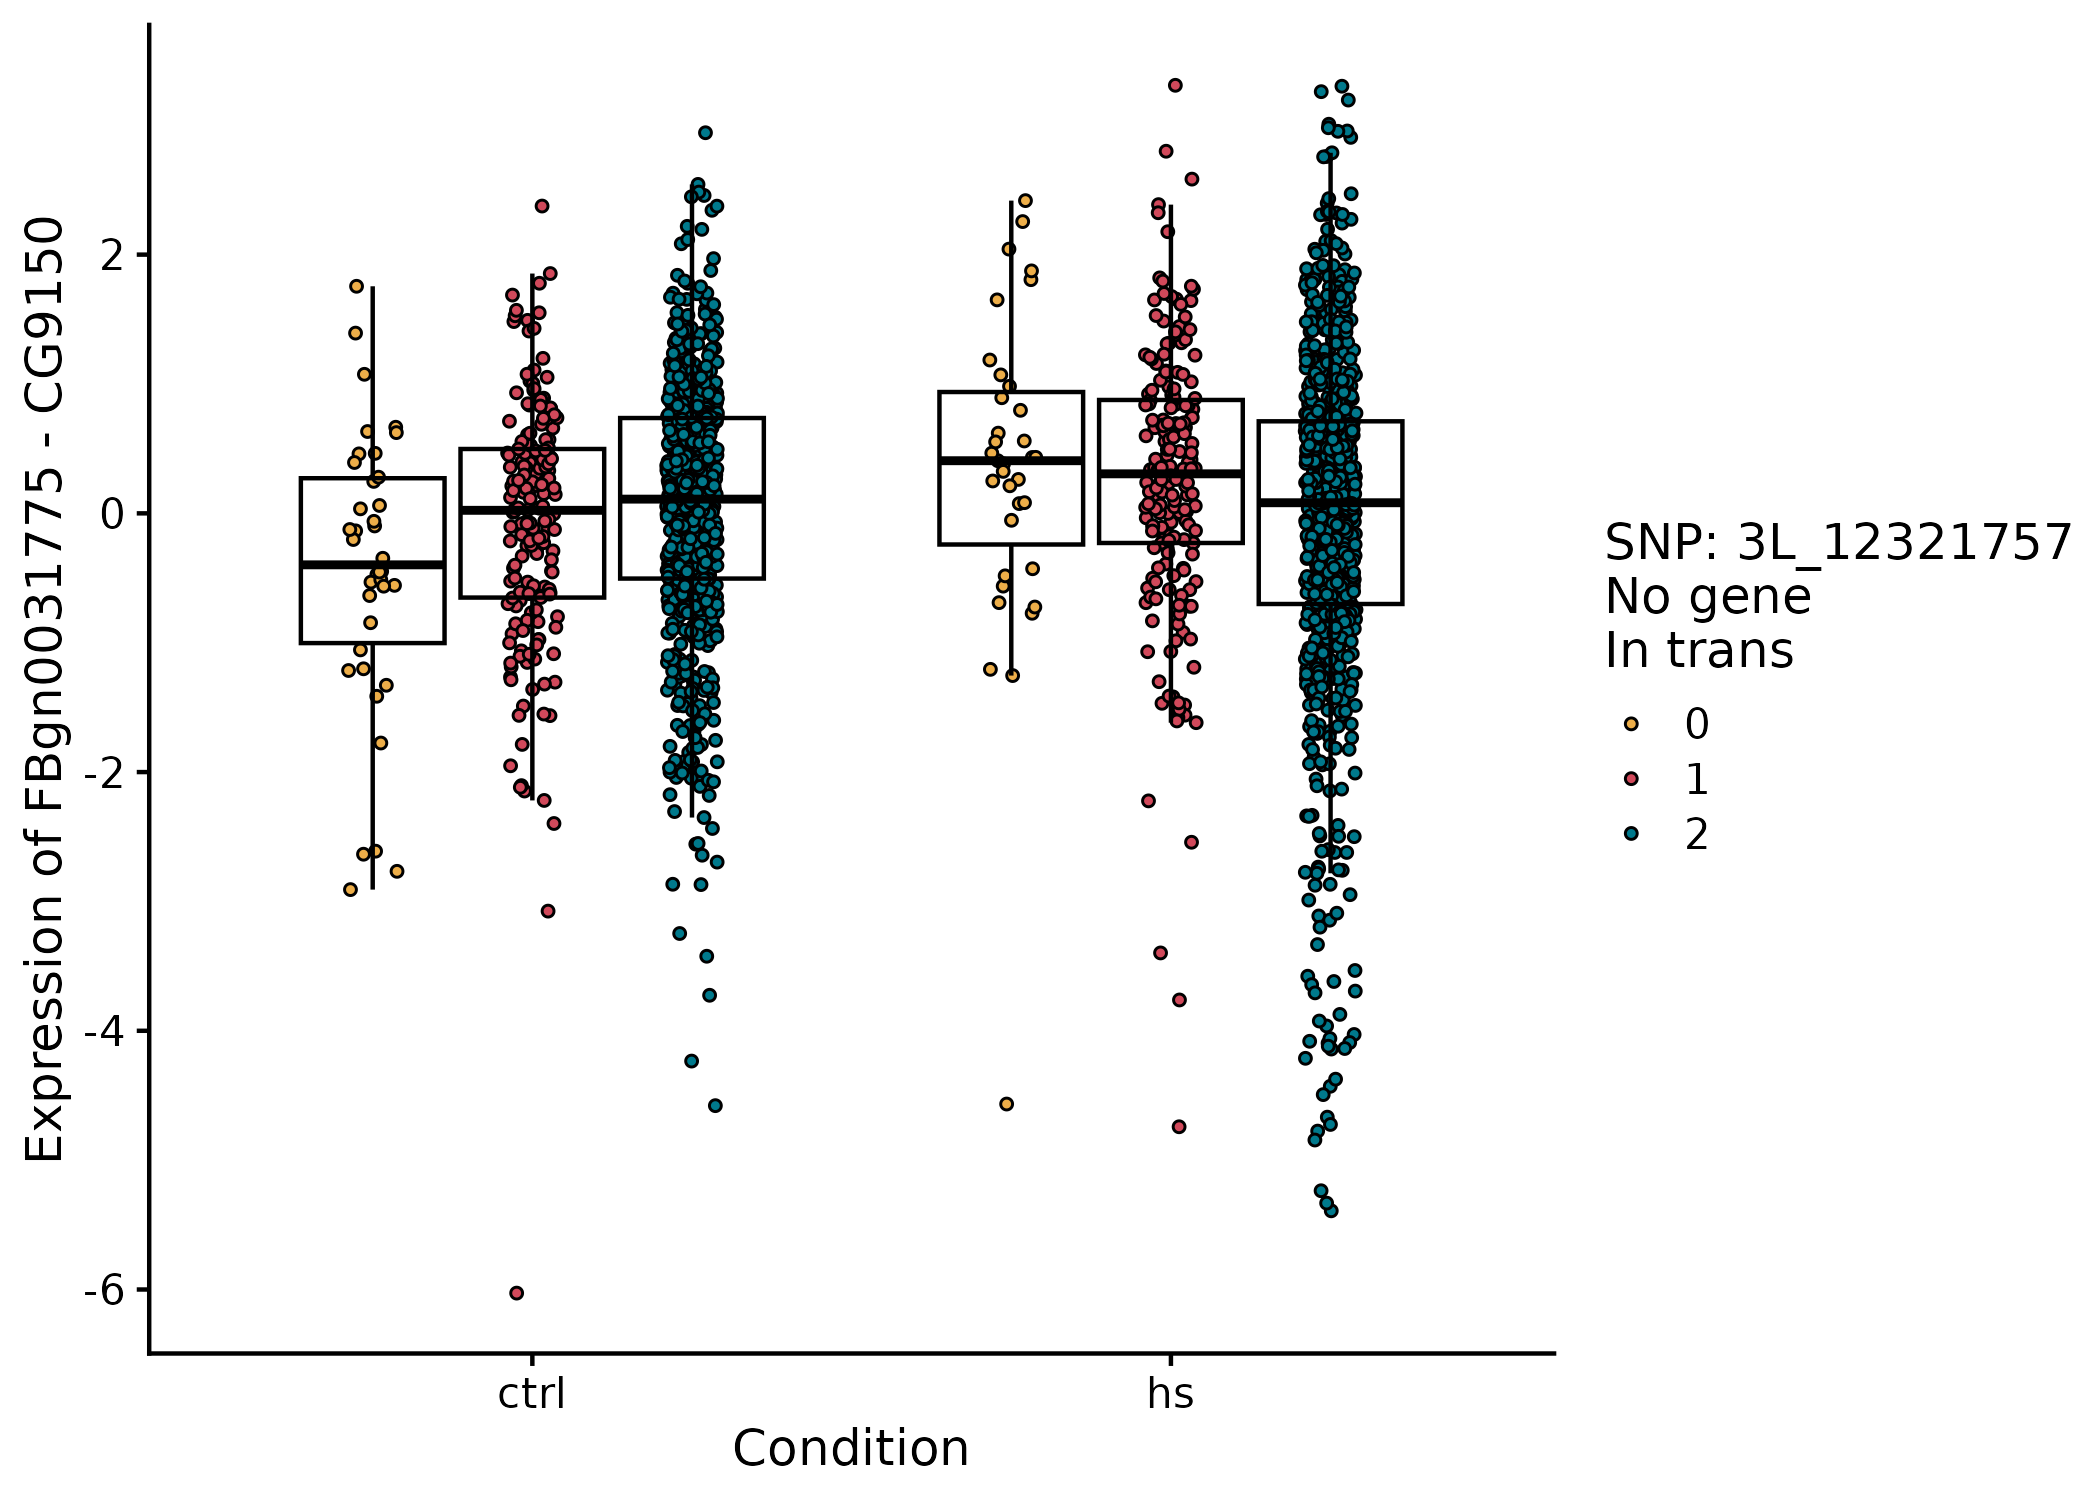 Expression of FBgn0031775 - CG9150
2
0
-2
-4
-6
ctrl
hs
Condition
SNP: 3L_12321757
No gene
In trans
0
1
2